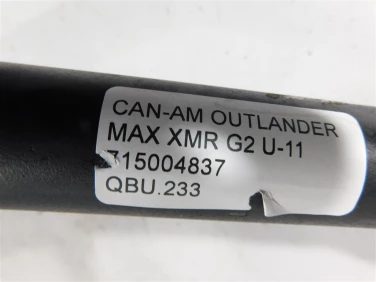 CAN-AM OUTLANDER
MAX XMR G2 U-11
715004837
QBU.233